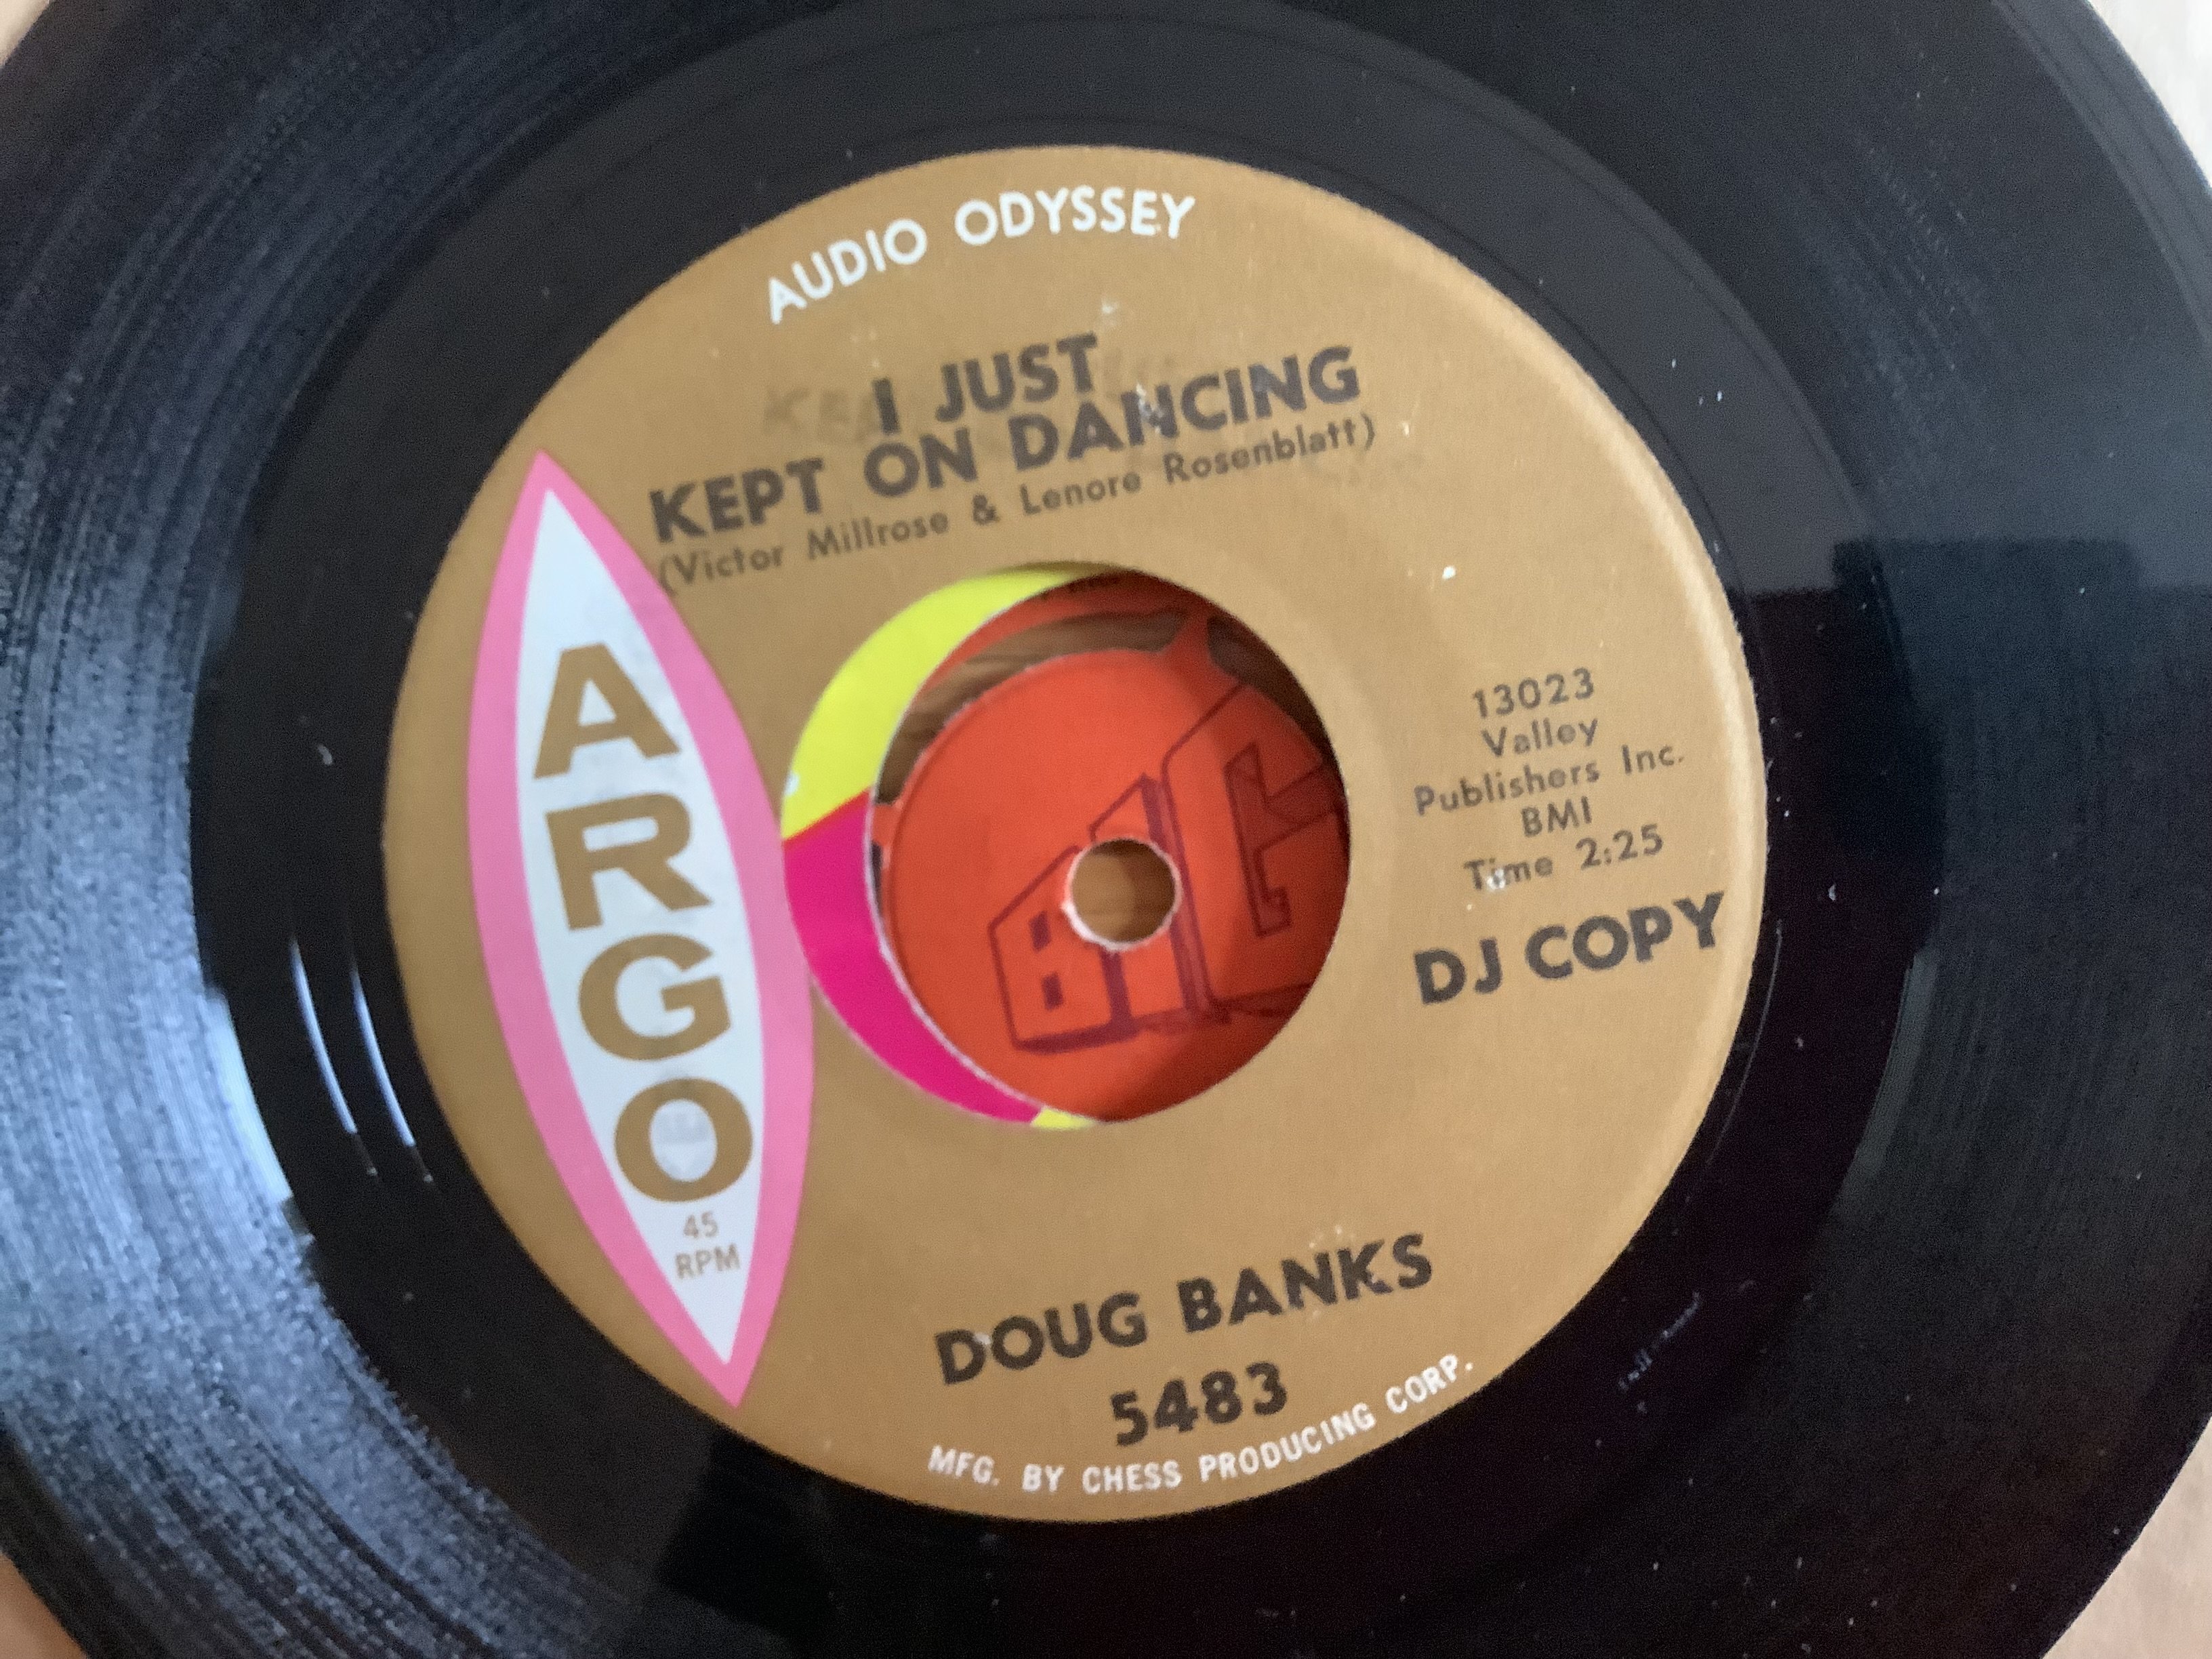 AUDIO ODYSSEY
I JUST
KEPT ON DANCING
(Victor Millrose & Lenore Rosenblatt)
ARGO
45
RPM
13023
Valley
Publishers Inc.
BMI
Time 2:25
DJ COPY
BIG
DOUG BANKS
5483
MFG. BY CHESS PRODUCING CORP.